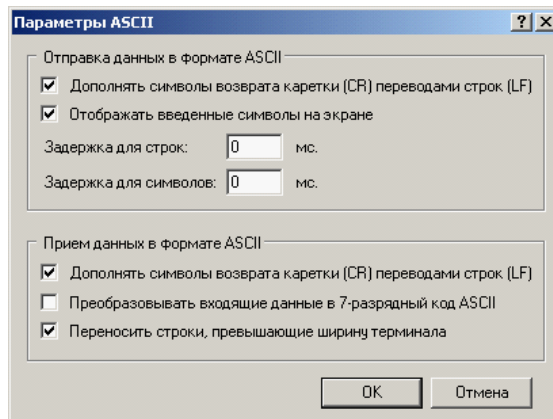 Параметры ASCII
Отправка данных в формате ASCII
Дополнять символы возврата каретки (CR) переводами строк (LF)
Отображать введенные символы на экране
Задержка для строк: 0 мс.
Задержка для символов: 0 мс.
Прием данных в формате ASCII
Дополнять символы возврата каретки (CR) переводами строк (LF)
Преобразовывать входящие данные в 7-разрядный код ASCII
Переносить строки, превышающие ширину терминала
OK Отмена